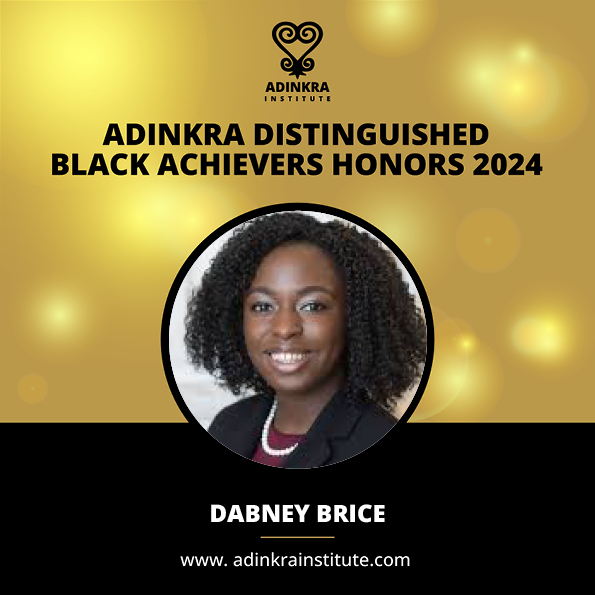 ADINKRA
INSTITUTE
ADINKRA DISTINGUISHED
BLACK ACHIEVERS HONORS 2024
DABNEY BRICE
www. adinkrainstitute.com